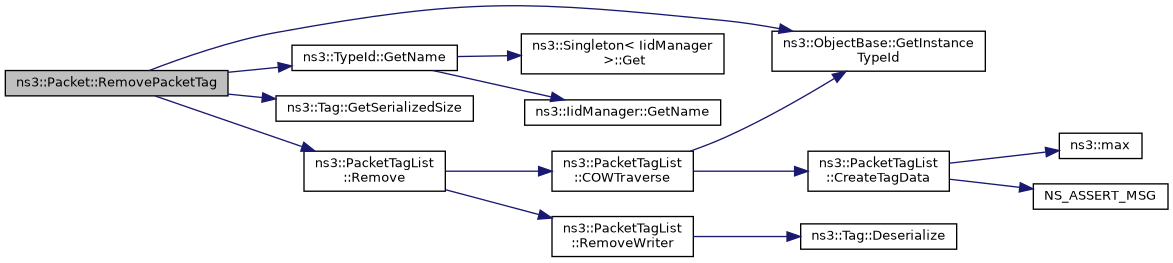 ns3::Packet::RemovePacketTag
ns3::TypeId::GetName
ns3::Tag::GetSerializedSize
ns3::PacketTagList
::Remove
ns3::Singleton< IidManager
>::Get
ns3::IidManager::GetName
ns3::PacketTagList
::COWTraverse
ns3::PacketTagList
::RemoveWriter
ns3::ObjectBase::GetInstance
TypeId
ns3::PacketTagList
::CreateTagData
ns3::Tag::Deserialize
ns3::max
NS_ASSERT_MSG